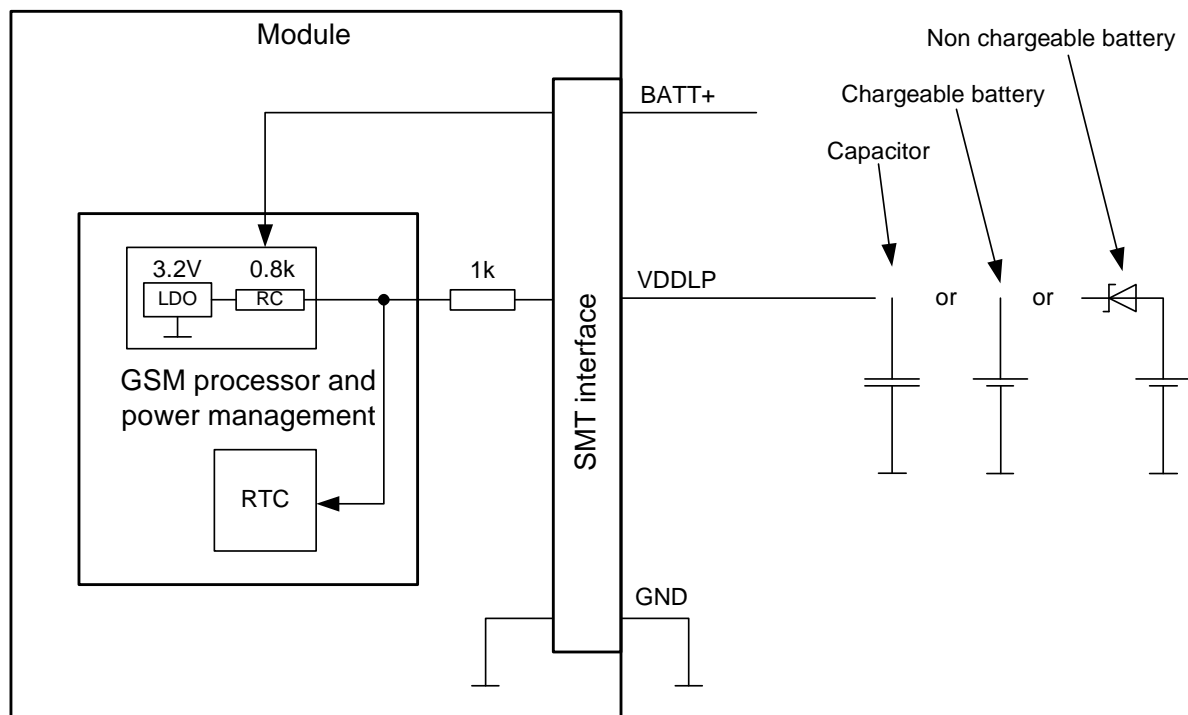 Module
Non chargeable battery
BATT+
Chargeable battery
Capacitor
3.2V
0.8k
1k
VDDLP
LDO
RC
or
or
GSM processor and
power management
SMT interface
RTC
GND